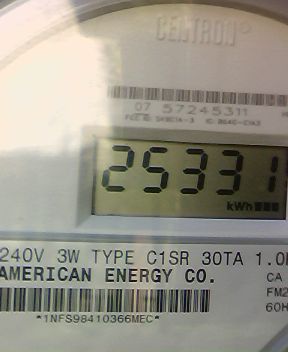 CENTRON®
07 57245311
25331
kWh
240V 3W TYPE C1SR 30TA 1.0
AMERICAN ENERGY CO.
CA
FM2
60H
*1NFS98410366MEC*